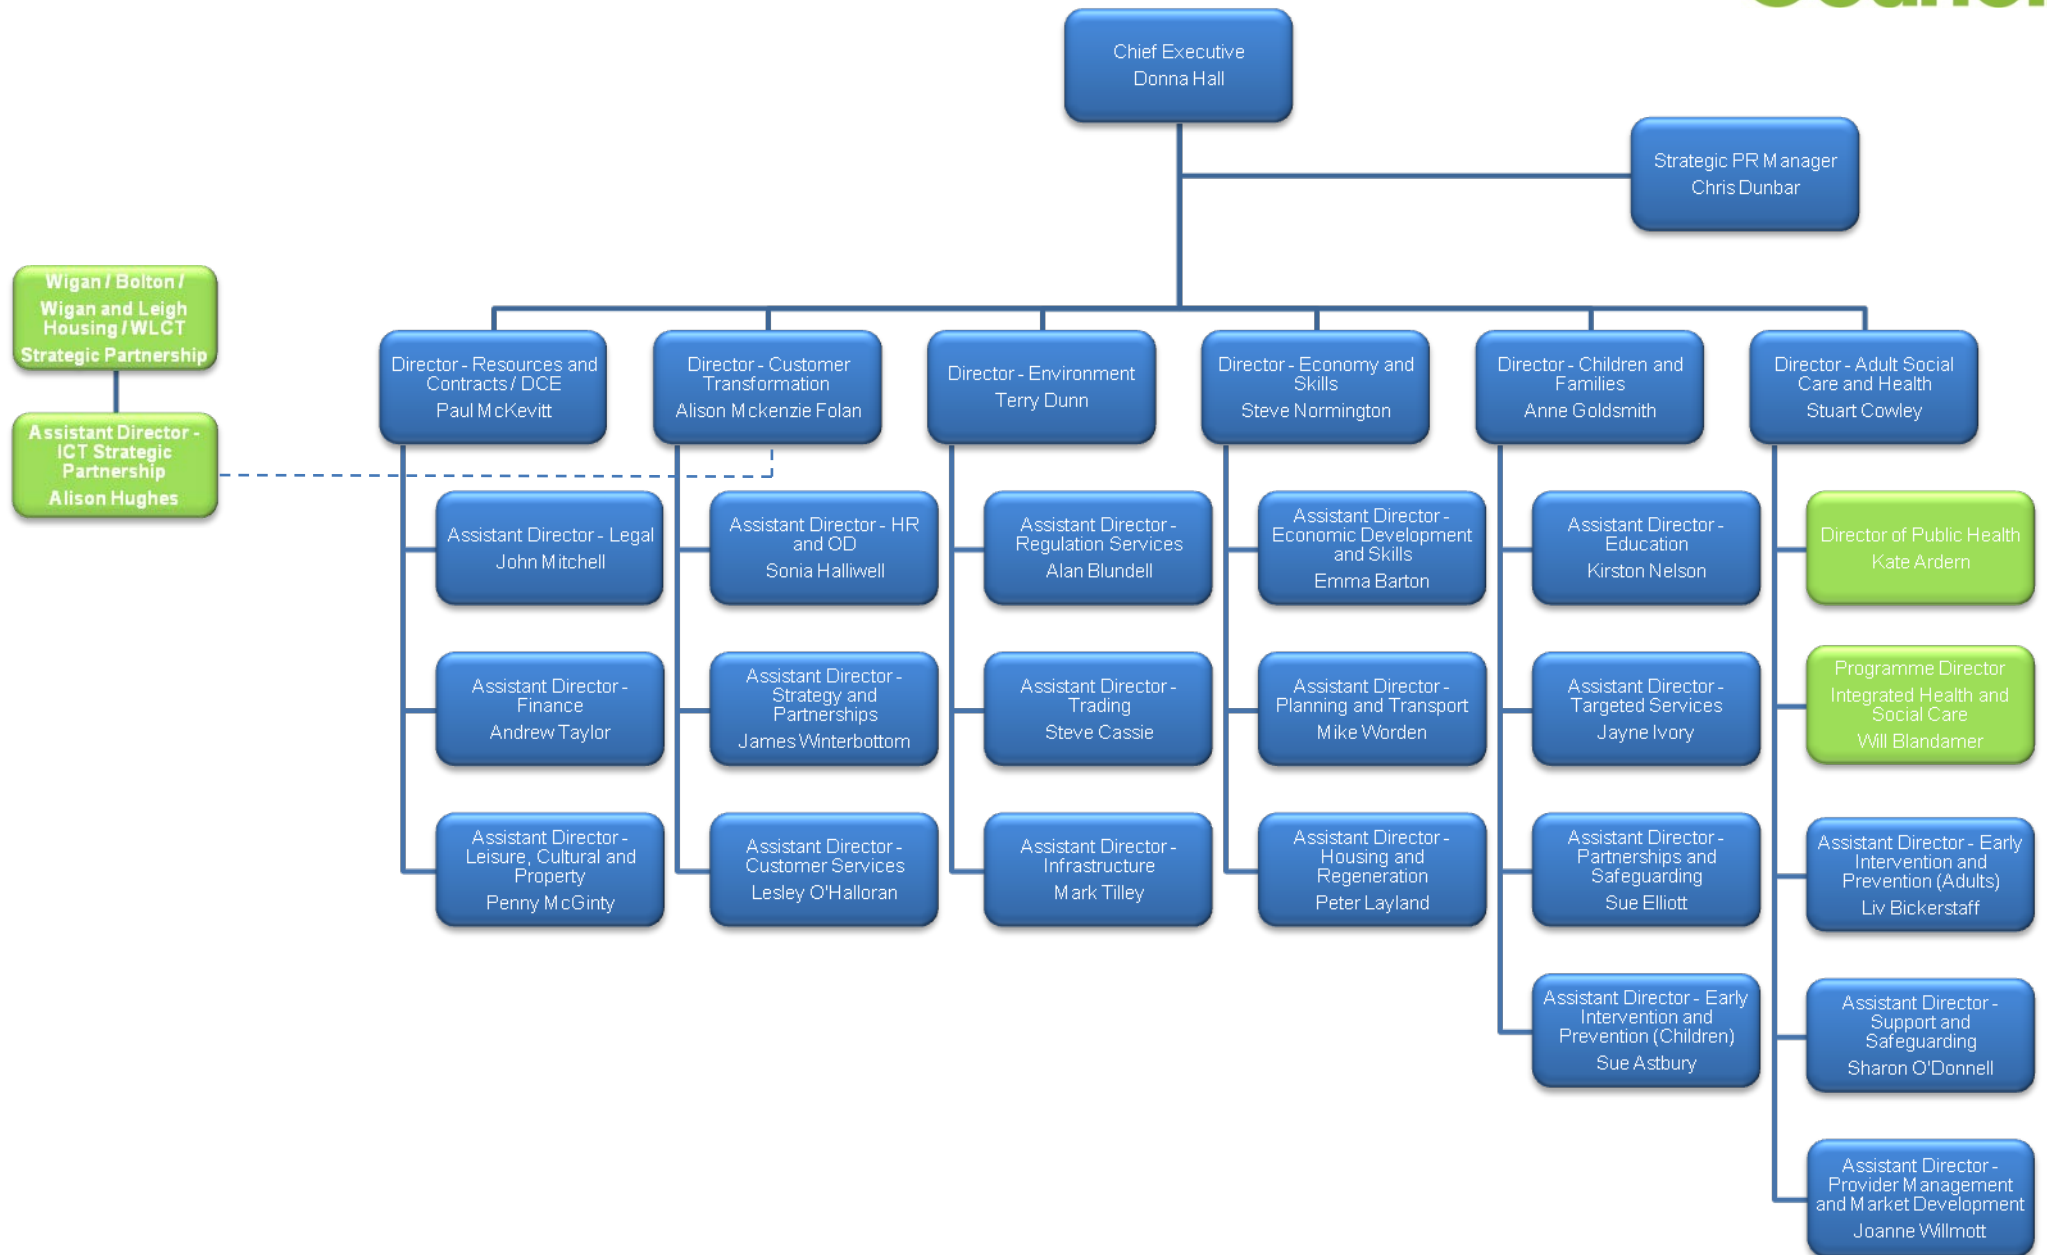 Council
Chief Executive
Donna Hall
Strategic PR Manager
Chris Dunbar
Wigan / Bolton /
Wigan and Leigh
Housing / WLCT
Strategic Partnership
Assistant Director -
ICT Strategic
Partnership
Alison Hughes
Director - Resources and
Contracts / DCE
Paul McKevitt
Director - Customer
Transformation
Alison Mckenzie Folan
Director - Environment
Terry Dunn
Director - Economy and
Skills
Steve Normington
Director - Children and
Families
Anne Goldsmith
Director - Adult Social
Care and Health
Stuart Cowley
Assistant Director - Legal
John Mitchell
Assistant Director - HR
and OD
Sonia Halliwell
Assistant Director -
Regulation Services
Alan Blundell
Assistant Director -
Economic Development
and Skills
Emma Barton
Assistant Director -
Education
Kirston Nelson
Director of Public Health
Kate Ardern
Assistant Director -
Finance
Andrew Taylor
Assistant Director -
Strategy and
Partnerships
James Winterbottom
Assistant Director -
Trading
Steve Cassie
Assistant Director -
Planning and Transport
Mike Worden
Assistant Director -
Targeted Services
Jayne Ivory
Programme Director
Integrated Health and
Social Care
Will Blandamer
Assistant Director -
Leisure, Cultural and
Property
Penny McGinty
Assistant Director -
Customer Services
Lesley O'Halloran
Assistant Director -
Infrastructure
Mark Tilley
Assistant Director -
Housing and
Regeneration
Peter Layland
Assistant Director -
Partnerships and
Safeguarding
Sue Elliott
Assistant Director - Early
Intervention and
Prevention (Adults)
Liv Bickerstaff
Assistant Director - Early
Intervention and
Prevention (Children)
Sue Astbury
Assistant Director -
Support and
Safeguarding
Sharon O'Donnell
Assistant Director -
Provider Management
and Market Development
Joanne Willmott